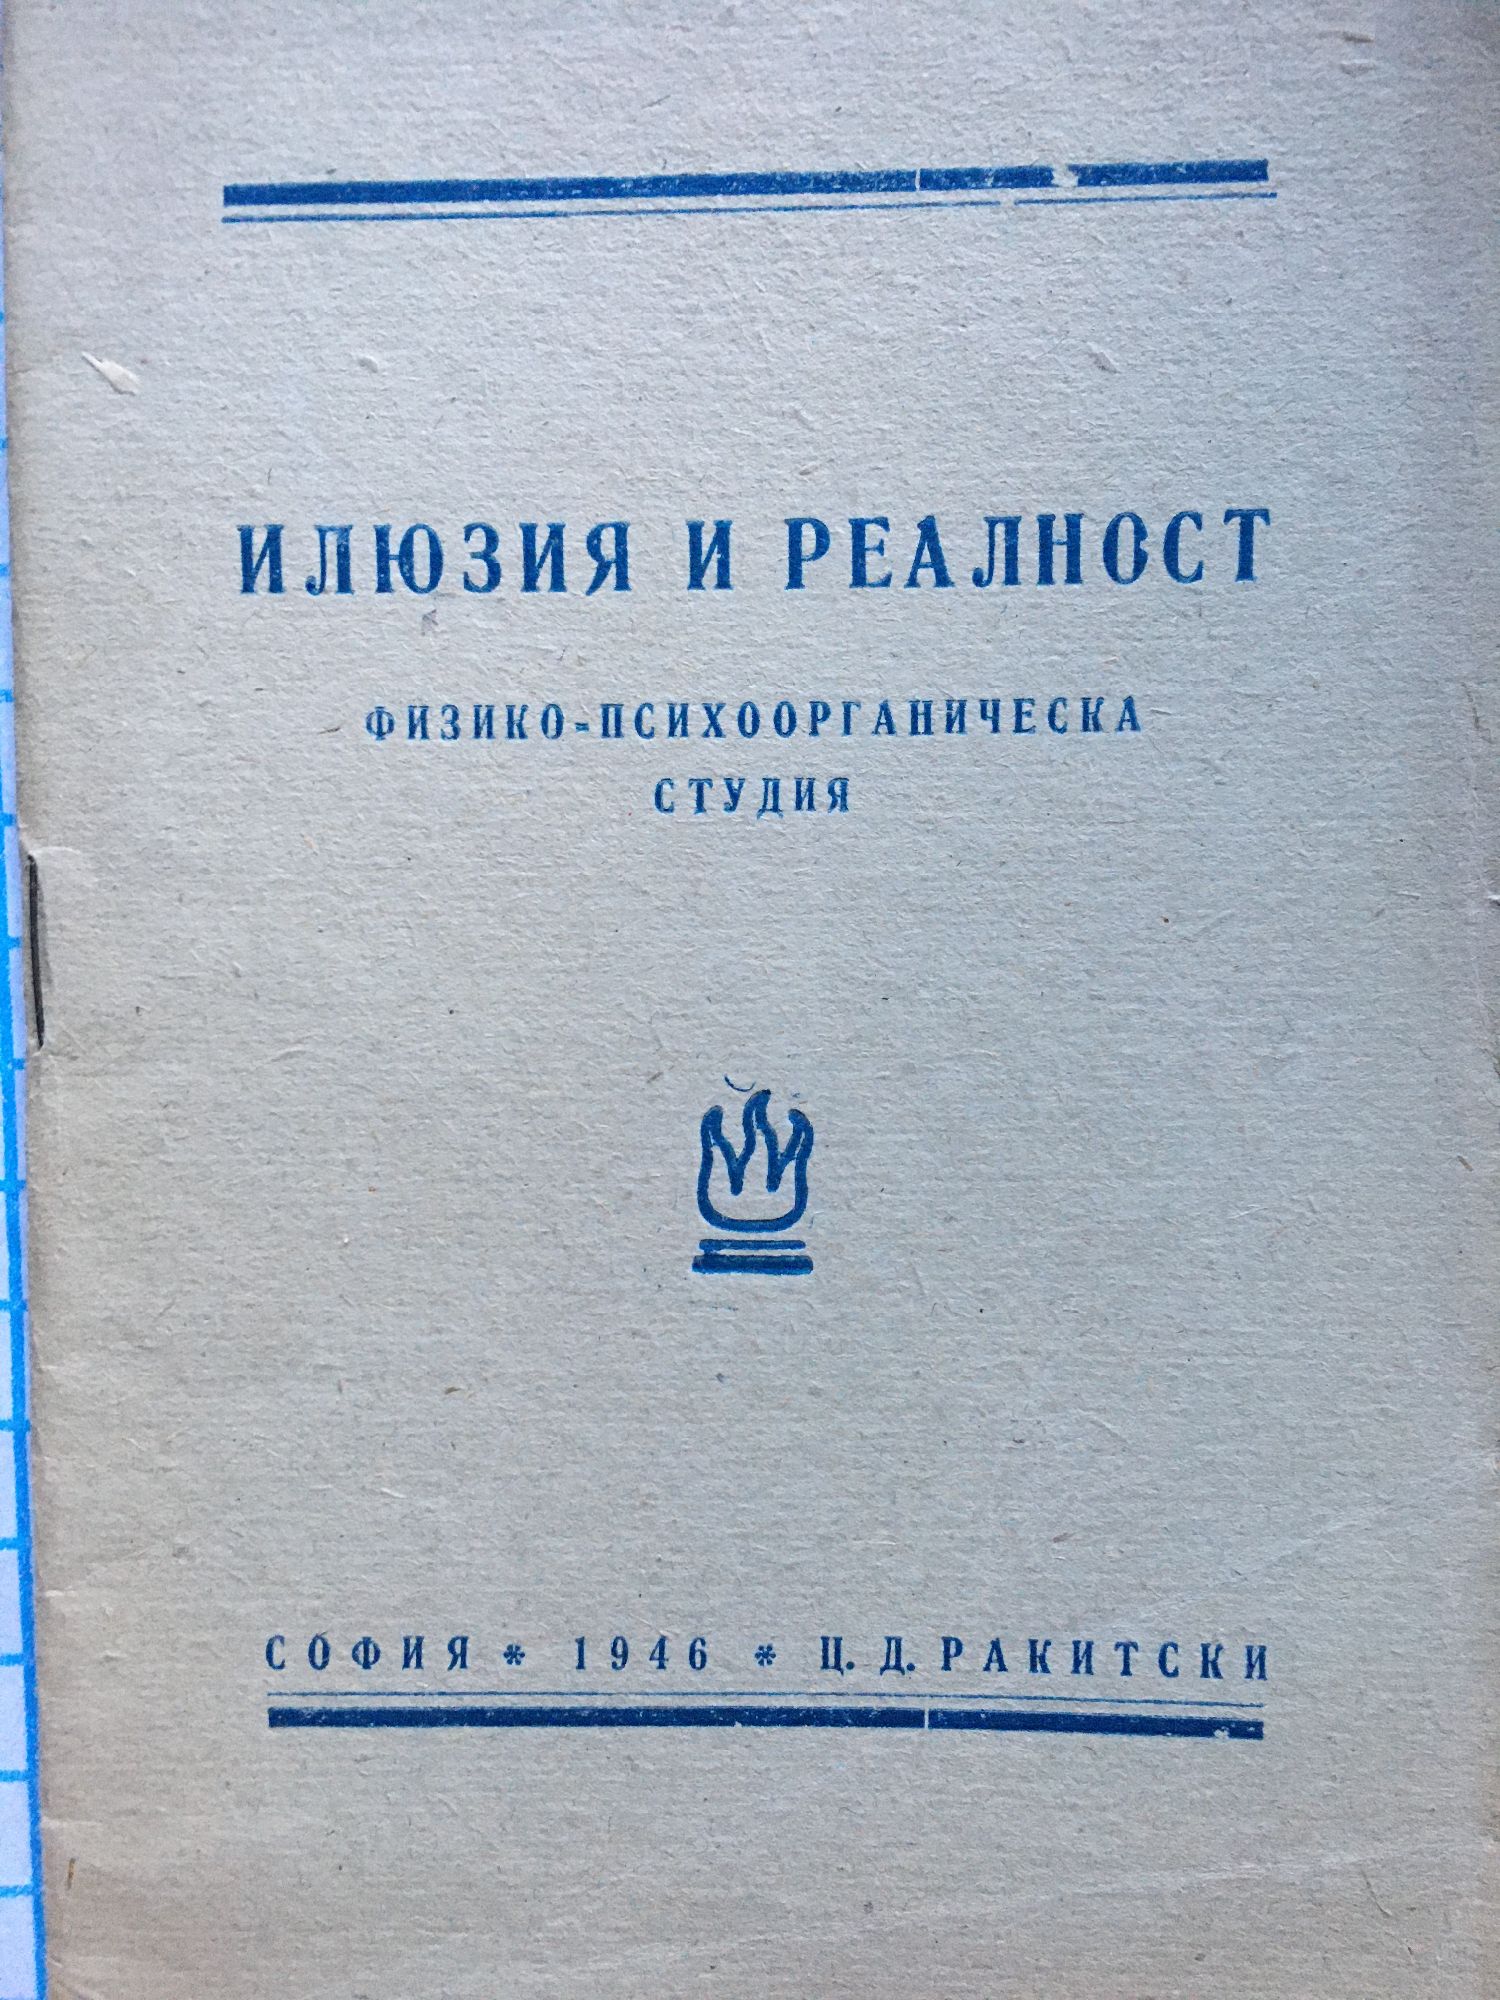 ИЛЮЗИЯ И РЕАЛНОСТ
ФИЗИКО-ПСИХООРГАНИЧЕСКА
СТУДИЯ
СОФИЯ * 1946 * Ц. Д. РАКИТСКИ